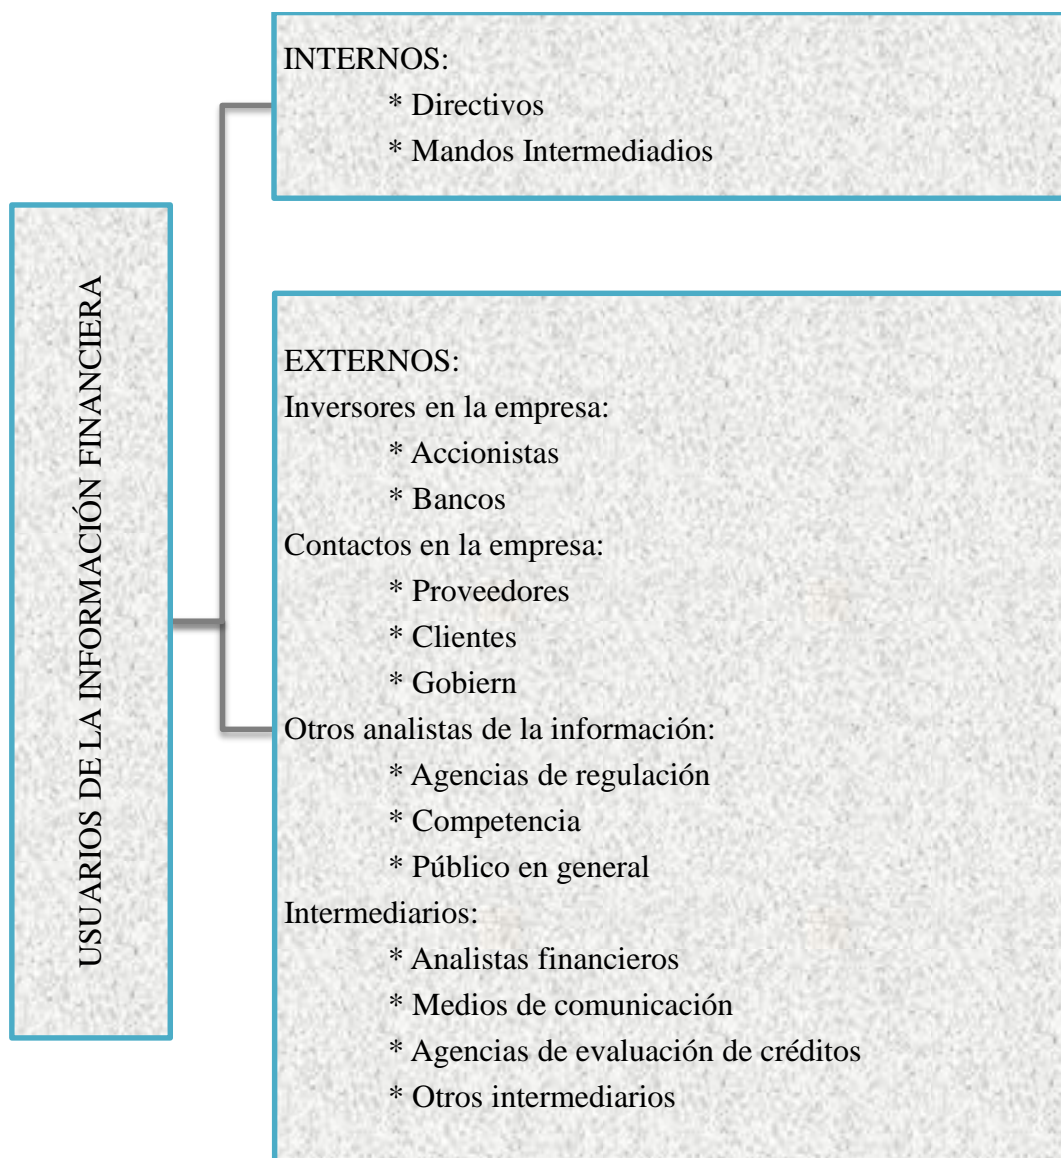 USUARIOS DE LA INFORMACIÓN FINANCIERA
INTERNOS:
* Directivos
* Mandos Intermediadios
EXTERNOS:
Inversores en la empresa:
* Accionistas
* Bancos
Contactos en la empresa:
* Proveedores
* Clientes
* Gobiern
Otros analistas de la información:
* Agencias de regulación
* Competencia
* Público en general
Intermediarios:
* Analistas financieros
* Medios de comunicación
* Agencias de evaluación de créditos
* Otros intermediarios